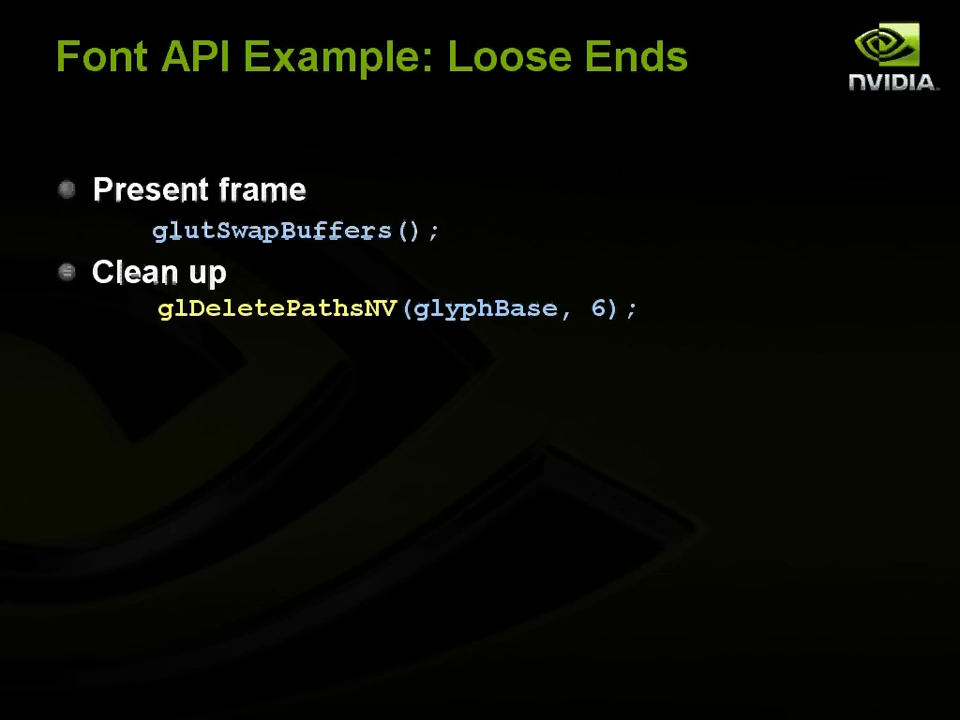 Font API Example: Loose Ends
NVIDIA.
Present frame
glutSwapBuffers();
Clean up
glDeletePathsNV(glyphBase, 6);